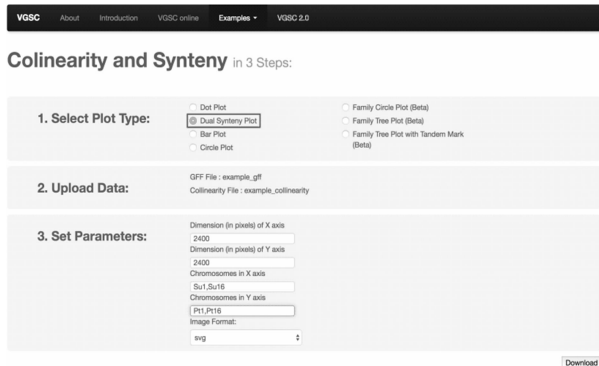 VGSC About Introduction VGSC online Examples VGSC 2.0
Colinearity and Synteny in 3 Steps:
1. Select Plot Type:
Dot Plot
Dual Synteny Plot
Bar Plot
Circle Plot
Family Circle Plot (Beta)
Family Tree Plot (Beta)
Family Tree Plot with Tandem Mark
(Beta)
2. Upload Data:
GFF File : example_gff
Collinearity File : example_collinearity
3. Set Parameters:
Dimension (in pixels) of X axis
2400
Dimension (in pixels) of Y axis
2400
Chromosomes in X axis
Su1,Su16
Chromosomes in Y axis
Pt1,Pt16
Image Format:
svg
Download